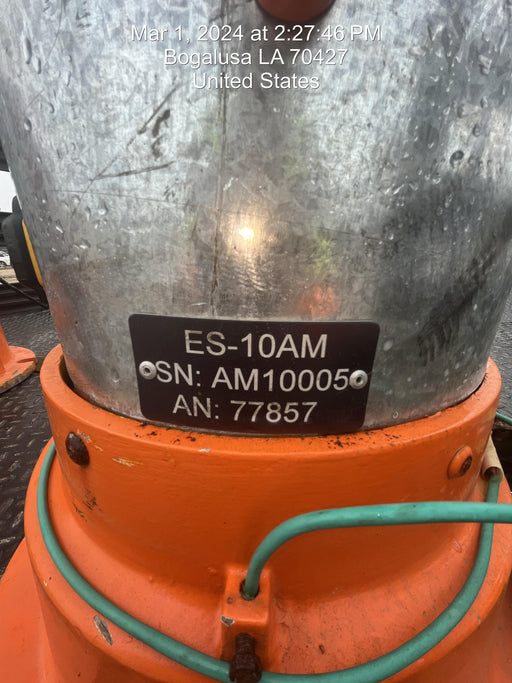 Mar 1, 2024 at 2:27:46 PM
Bogalusa LA 70427
United States
ES-10AM
SN: AM10005
AN: 77857